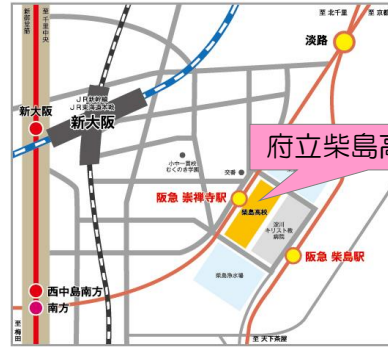 新御堂筋
至 千里中央
至 北千里
至 京都
淡路
JR新幹線
JR東海道本線
新大阪
新大阪
小中一貫校
むくのき学園
交番
府立柴島高
阪急 崇禅寺駅
柴島高校
淀川
キリスト教
病院
阪急 柴島駅
柴島浄水場
西中島南方
南方
至 梅田
至 天下茶屋